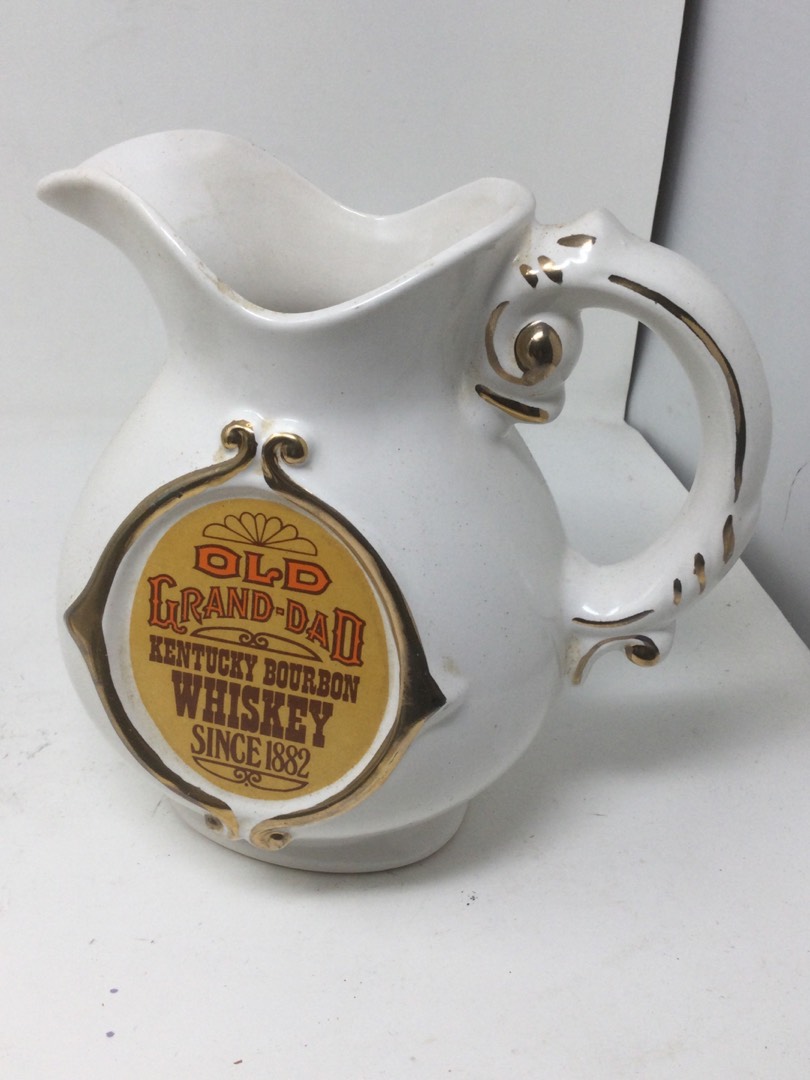 OLD
GRAND-DAD
KENTUCKY BOURBON
WHISKEY
SINCE 1882